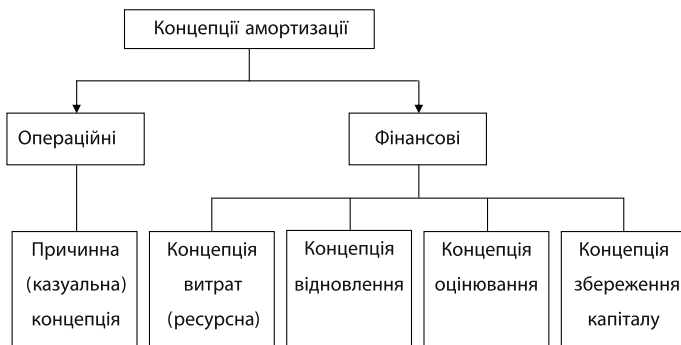 Концепції амортизації
Операційні
Фінансові
Причинна
(казуальна)
концепція
Концепція
витрат
(ресурсна)
Концепція
відновлення
Концепція
оцінювання
Концепція
збереження
капіталу